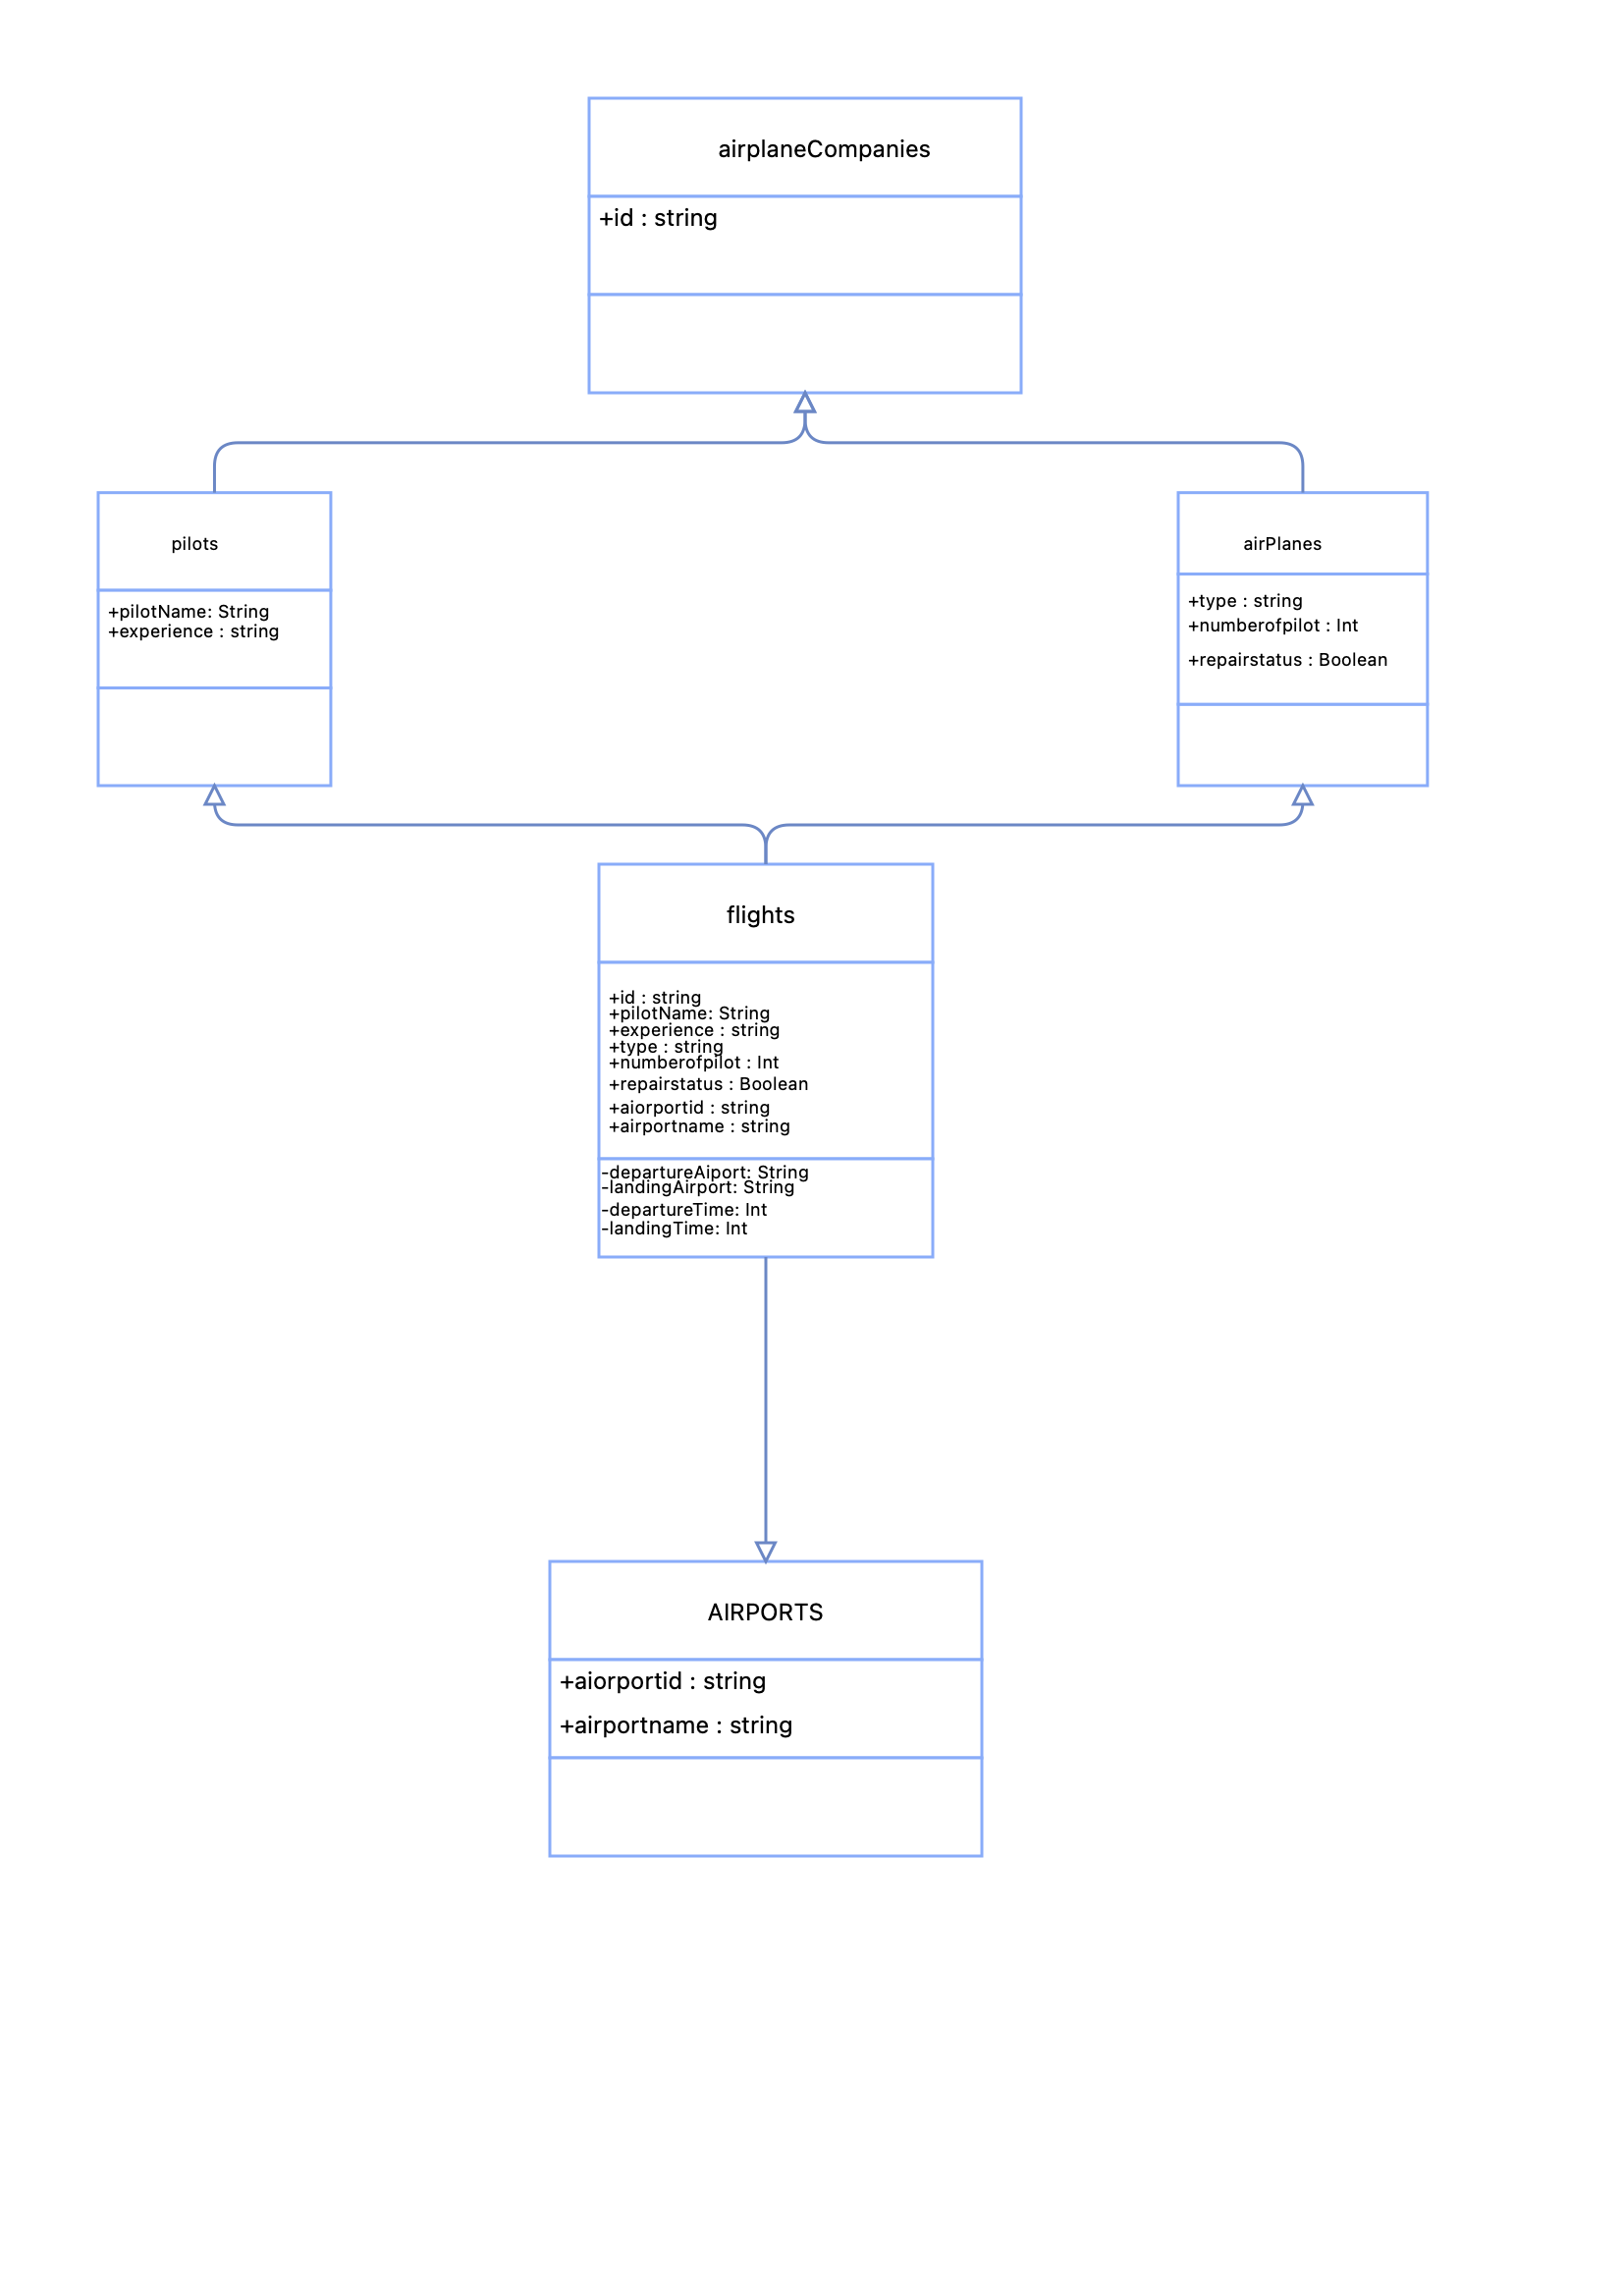 airplaneCompanies
+id : string
pilots
+pilotName: String
+experience : string
airPlanes
+type : string
+numberofpilot : Int
+repairstatus : Boolean
flights
+id : string
+pilotName: String
+experience : string
+type : string
+numberofpilot : Int
+repairstatus : Boolean
+aiorportid : string
+airportname : string
-departureAiport: String
-landingAirport: String
-departureTime: Int
-landingTime: Int
AIRPORTS
+aiorportid : string
+airportname : string